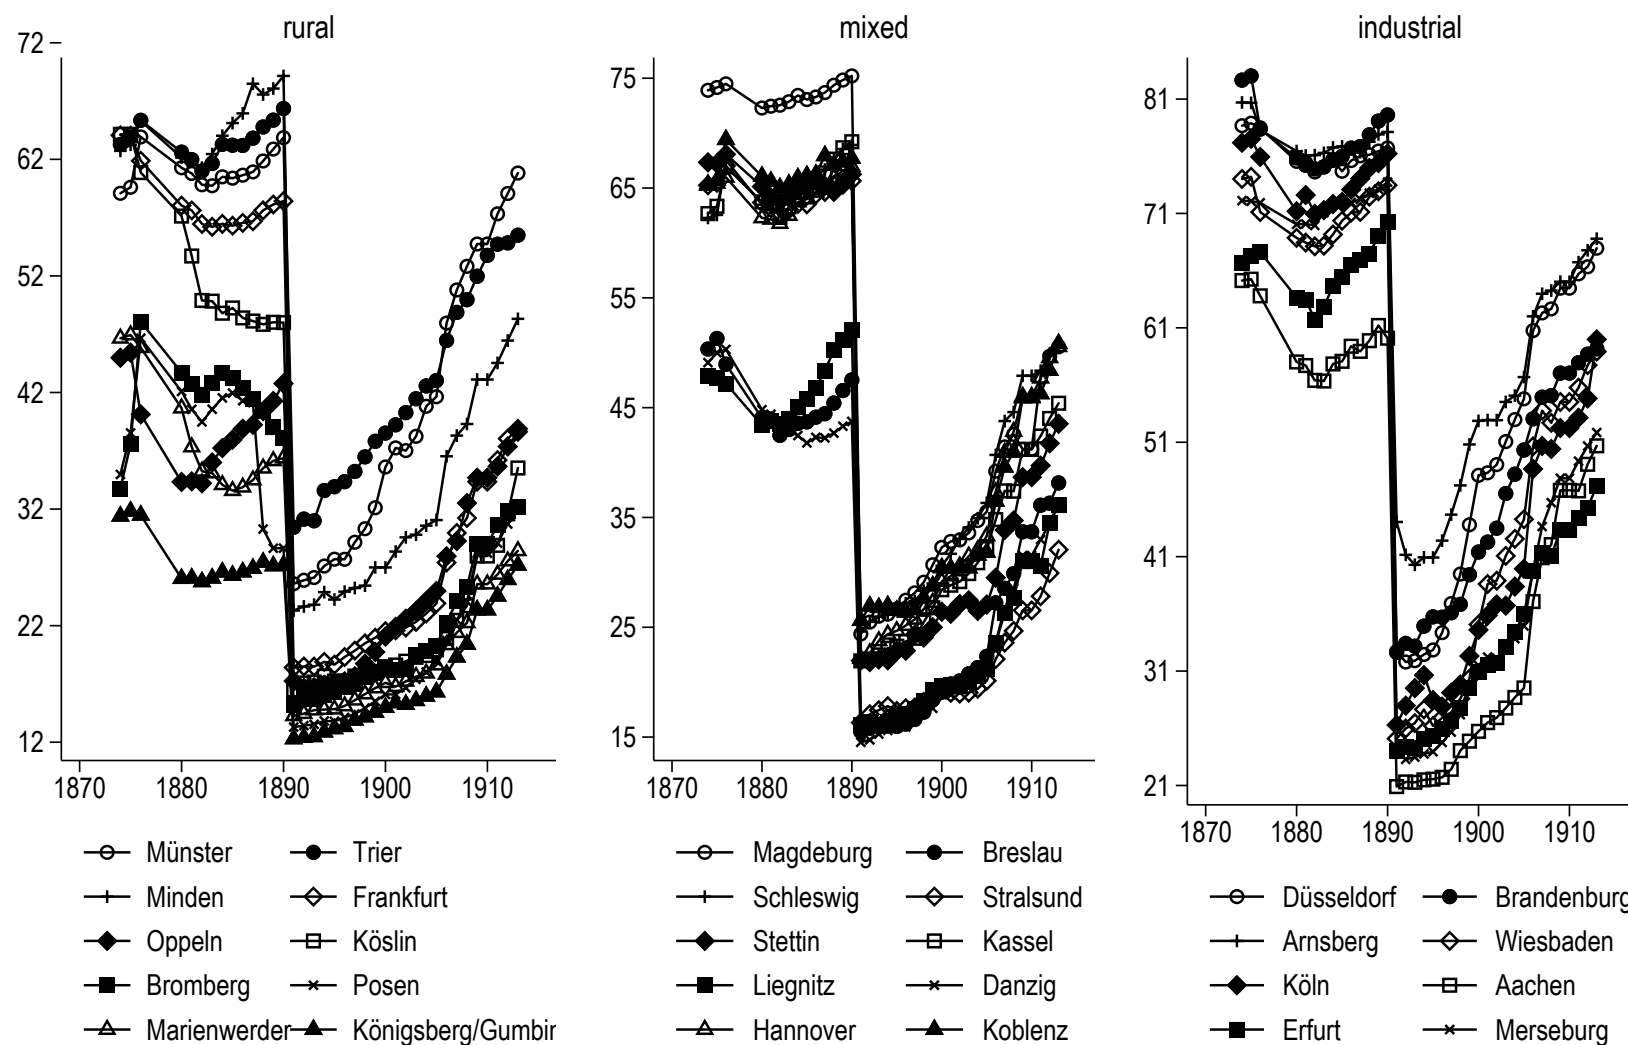 rural
72
62
52
42
32
22
12
1870 1880 1890 1900 1910
Münster Trier
Minden Frankfurt
Oppeln Köslin
Bromberg Posen
Marienwerder Königsberg/Gumbin
mixed
75
65
55
45
35
25
15
1870 1880 1890 1900 1910
Magdeburg Breslau
Schleswig Stralsund
Stettin Kassel
Liegnitz Danzig
Hannover Koblenz
industrial
81
71
61
51
41
31
21
1870 1880 1890 1900 1910
Düsseldorf Brandenburg
Arnsberg Wiesbaden
Köln Aachen
Erfurt Merseburg